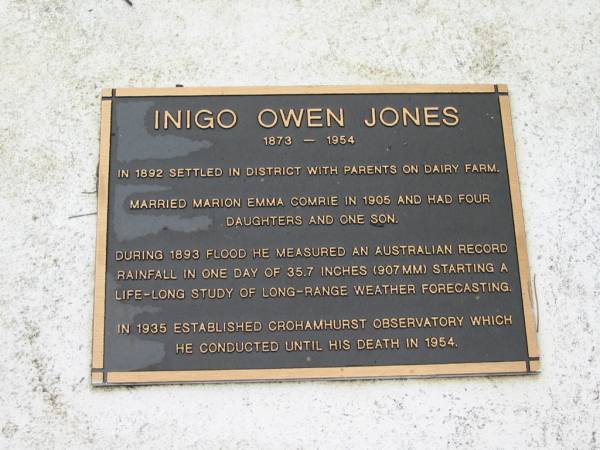 INIGO OWEN JONES
1873 – 1954
IN 1892 SETTLED IN DISTRICT WITH PARENTS ON DAIRY FARM.
MARRIED MARION EMMA COMRIE IN 1905 AND HAD FOUR
DAUGHTERS AND ONE SON.
DURING 1893 FLOOD HE MEASURED AN AUSTRALIAN RECORD
RAINFALL IN ONE DAY OF 35.7 INCHES (907MM) STARTING A
LIFE-LONG STUDY OF LONG-RANGE WEATHER FORECASTING.
IN 1935 ESTABLISHED CROHAMHURST OBSERVATORY WHICH
HE CONDUCTED UNTIL HIS DEATH IN 1954.